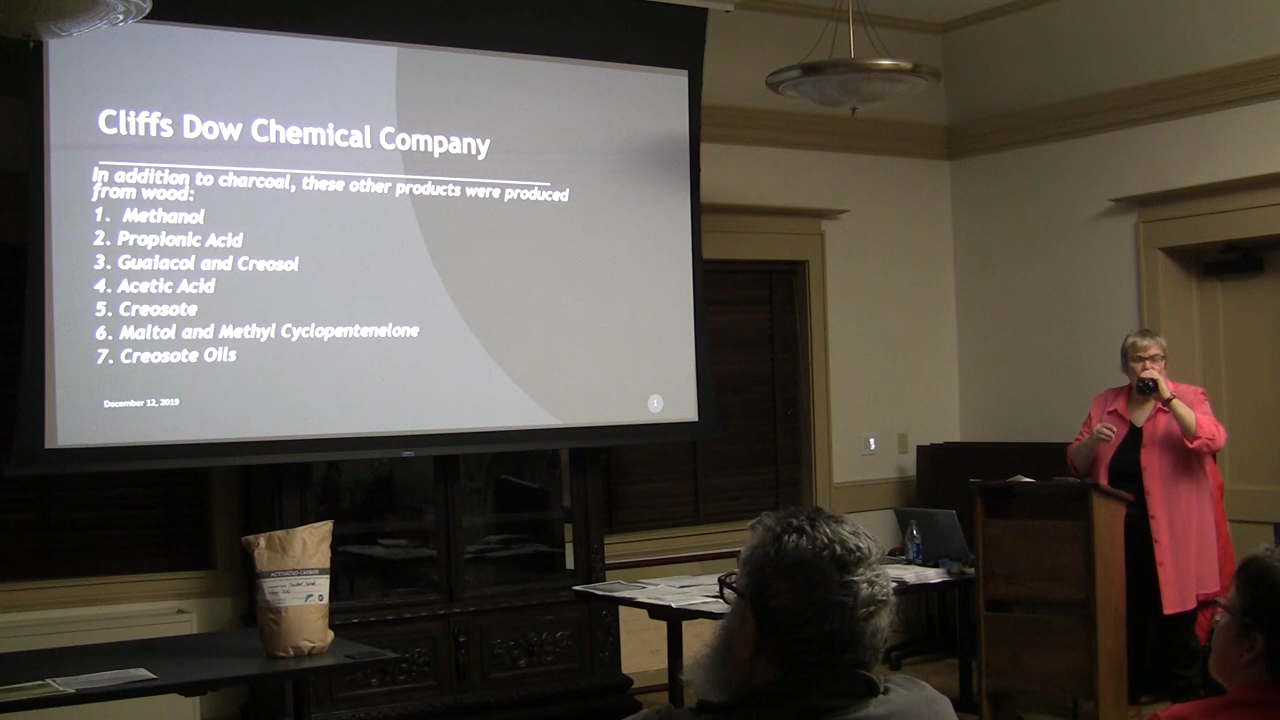 Cliffs Dow Chemical Company
In addition to charcoal, these other products were produced
from wood:
1. Methanol
2. Propionic Acid
3. Guaiacol and Creosol
4. Acetic Acid
5. Creosote
6. Maltol and Methyl Cyclopentenelone
7. Creosote Oils
December 12, 2019
1
ACTIVATED CARBON